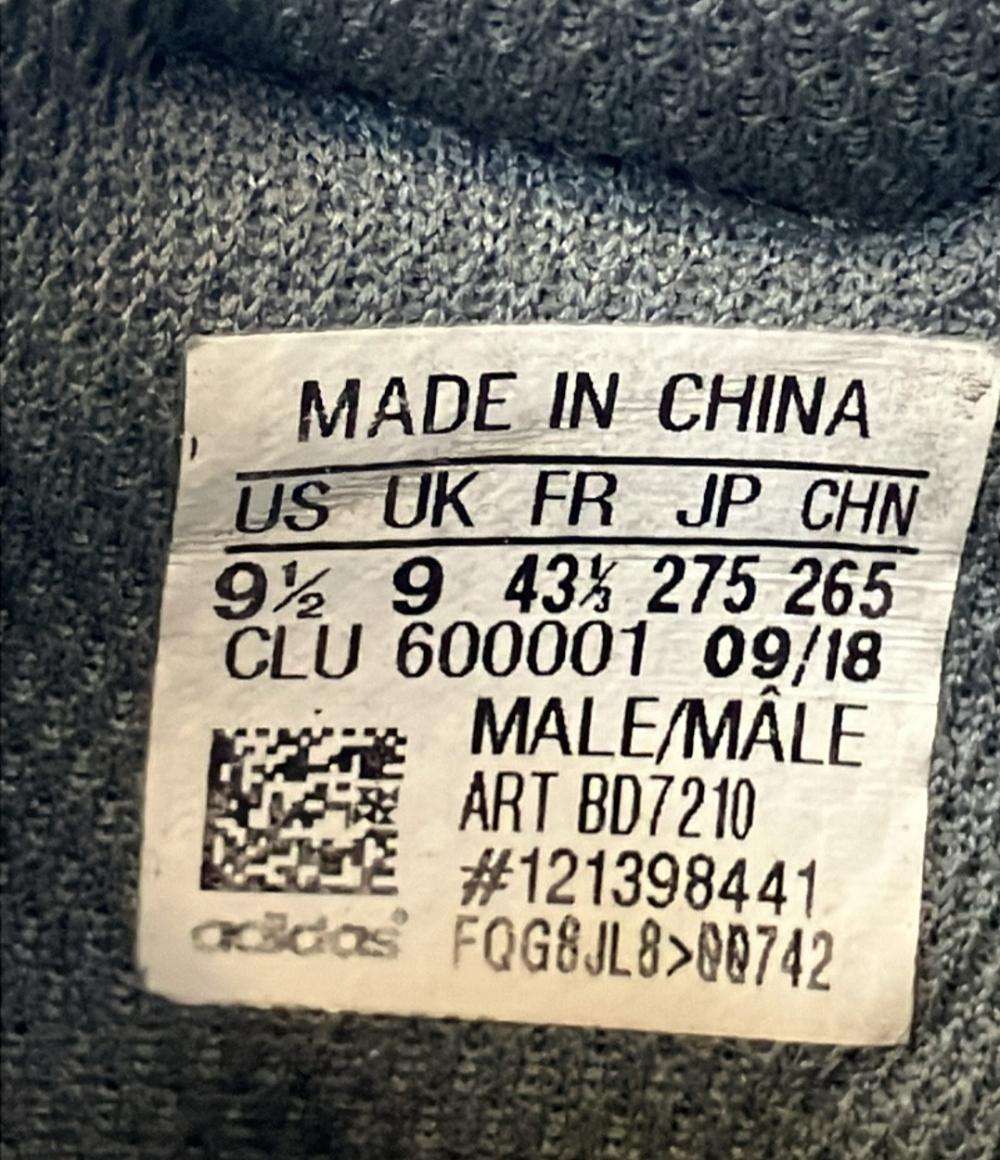 MADE IN CHINA
US UK FR JP CHN
9½ 9 43⅓ 275 265
CLU 600001 09/18
MALE/MÂLE
ART BD7210
#121398441
adidas®
FQG8JL8>00742